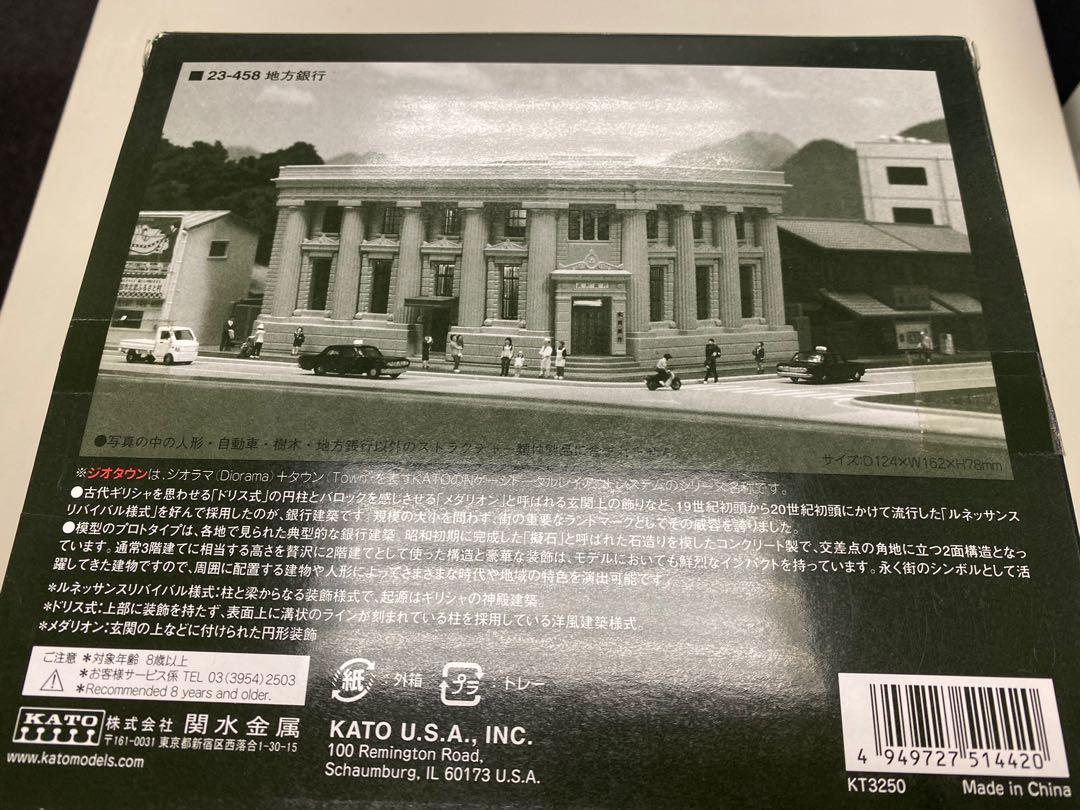 ■ 23-458 地方銀行
●写真の中の人形・自動車・樹木・地方銀行以外のストラクチャー類は製品に含まれません。
サイズ:D124×W162×H78mm
※ジオタウンは、ジオラマ(Diorama)+タウン(Town)を表すKATOのNゲージトータルレイアウトシステムのシリーズ名称です。
●古代ギリシャを思わせる「ドリス式」の円柱とバロックを感じさせる「メダリオン」と呼ばれる玄関上の飾りなど、19世紀初頭から20世紀初頭にかけて流行した「ルネッサンス
リバイバル様式」を好んで採用したのが、銀行建築です。規模の大小を問わず、街の重要なランドマークとしてその威容を誇りました。
●模型のプロトタイプは、各地で見られた典型的な銀行建築。昭和初期に完成した「擬石」と呼ばれた石造りを模したコンクリート製で、交差点の角地に立つ2面構造となっ
ています。通常3階建てに相当する高さを贅沢に2階建てとして使った構造と豪華な装飾は、モデルにおいても鮮烈なインパクトを持っています。永く街のシンボルとして活
躍してきた建物ですので、周囲に配置する建物や人形によってさまざまな時代や地域の特色を演出可能です。
*ルネッサンスリバイバル様式:柱と梁からなる装飾様式で、起源はギリシャの神殿建築。
*ドリス式:上部に装飾を持たず、表面上に溝状のラインが刻まれている柱を採用している洋風建築様式。
*メダリオン:玄関の上などに付けられた円形装飾
ご注意 *対象年齢 8歳以上
*お客様サービス係 TEL 03(3954)2503
*Recommended 8 years and older.
紙 :外箱 プラ :トレー
KATO 株式会社 関水金属
〒161-0031 東京都新宿区西落合1-30-15
www.katomodels.com
KATO U.S.A., INC.
100 Remington Road,
Schaumburg, IL 60173 U.S.A.
4 949727 514420
KT3250 Made in China